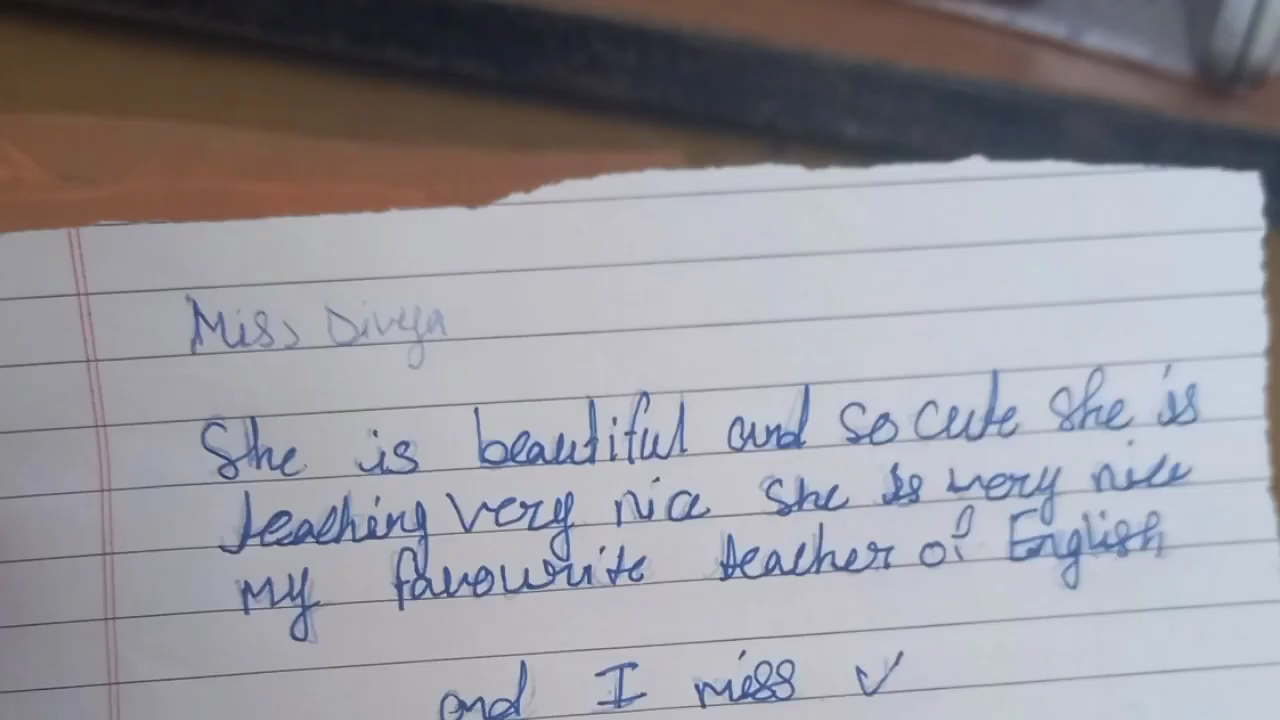 Miss Divya
She is beautiful and so cute She is
teaching very nice She is very nice
my favourite teacher of English
and I miss